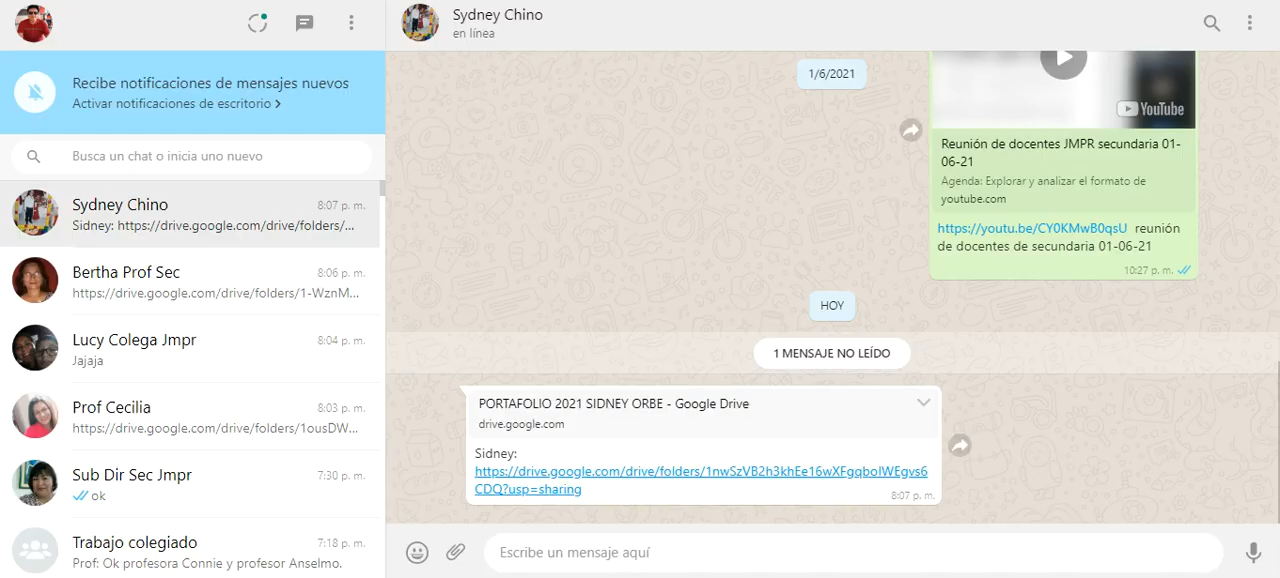 Recibe notificaciones de mensajes nuevos
Activar notificaciones de escritorio >
Busca un chat o inicia uno nuevo
Sydney Chino
8:07 p. m.
Sidney: https://drive.google.com/drive/folders/...
Bertha Prof Sec
8:06 p. m.
https://drive.google.com/drive/folders/1-WznM...
Lucy Colega Jmpr
8:04 p. m.
Jajaja
Prof Cecilia
8:03 p. m.
https://drive.google.com/drive/folders/1ousDW...
Sub Dir Sec Jmpr
7:30 p. m.
ok
Trabajo colegiado
7:18 p. m.
Prof: Ok profesora Connie y profesor Anselmo.
Sydney Chino
en línea
1/6/2021
YouTube
Reunión de docentes JMPR secundaria 01-
06-21
Agenda: Explorar y analizar el formato de
youtube.com
https://youtu.be/CY0KMwB0qsU reunión
de docentes de secundaria 01-06-21
10:27 p. m.
HOY
1 MENSAJE NO LEÍDO
PORTAFOLIO 2021 SIDNEY ORBE - Google Drive
drive.google.com
Sidney:
https://drive.google.com/drive/folders/1nwSzVB2h3khEe16wXFgqboIWEgvs6
CDQ?usp=sharing
8:07 p. m.
Escribe un mensaje aquí